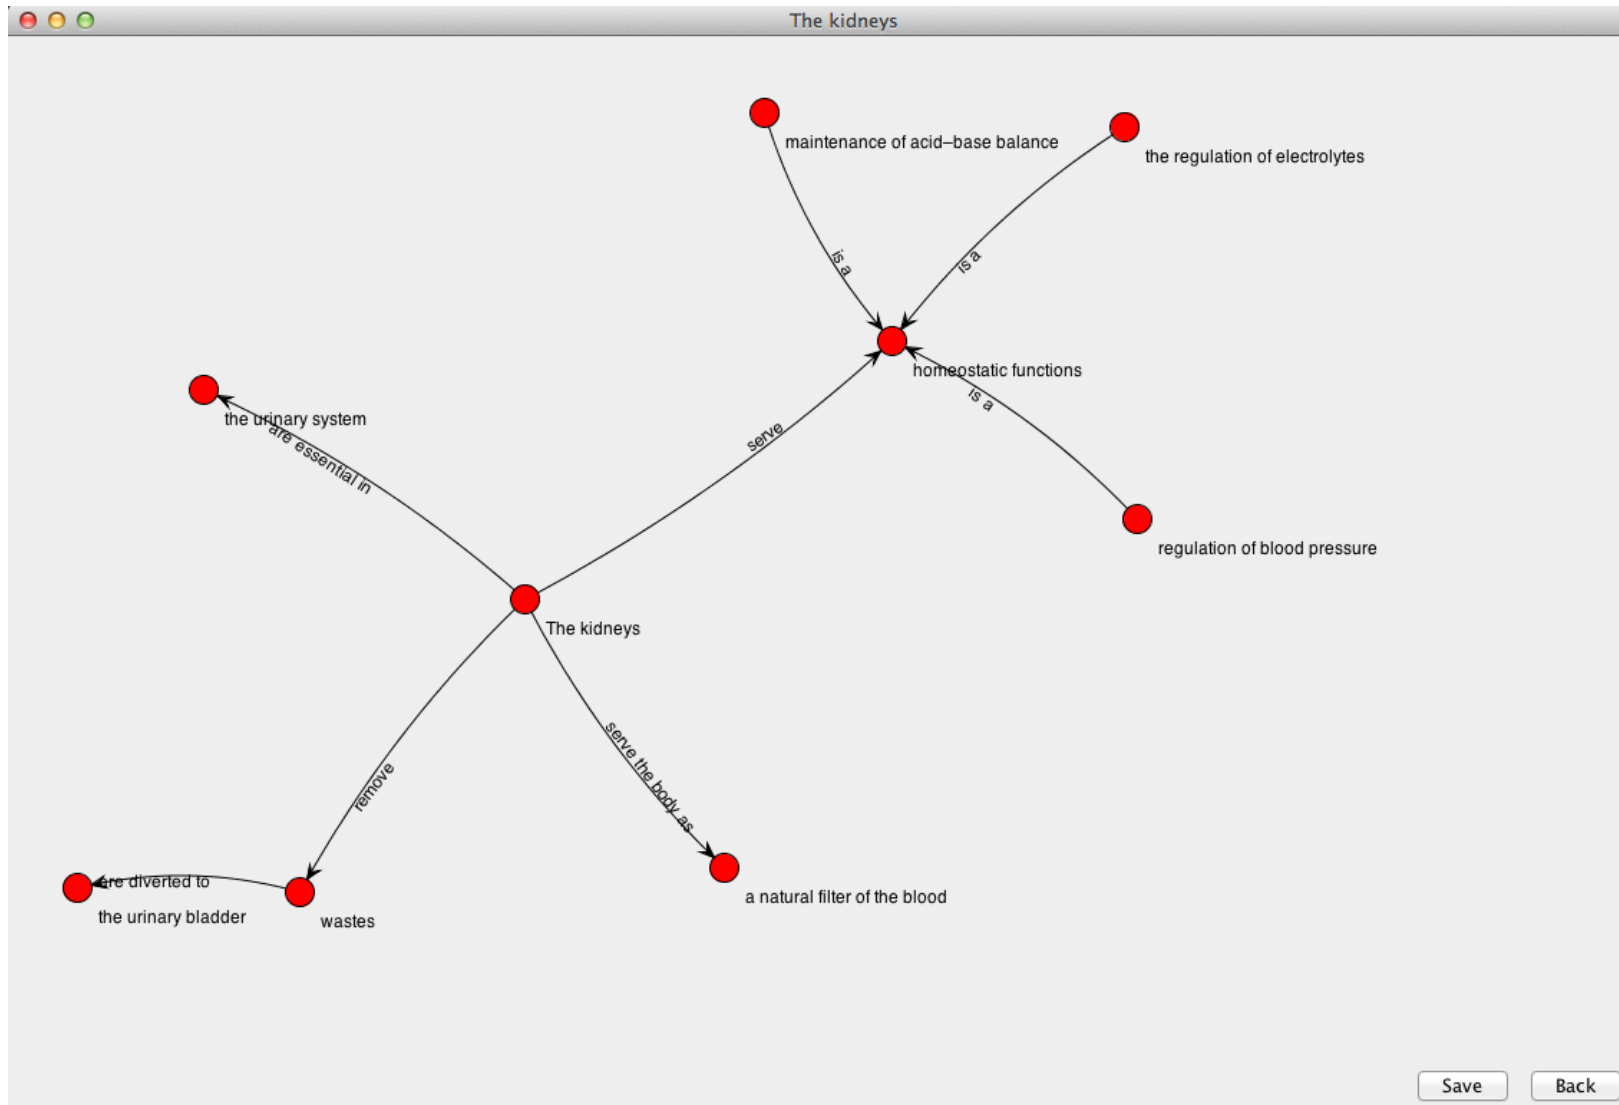 The kidneys
maintenance of acid–base balance
the regulation of electrolytes
is a
is a
homeostatic functions
is a
the urinary system
are essential in
serve
regulation of blood pressure
The kidneys
remove
serve the body as
are diverted to
the urinary bladder
wastes
a natural filter of the blood
Save
Back